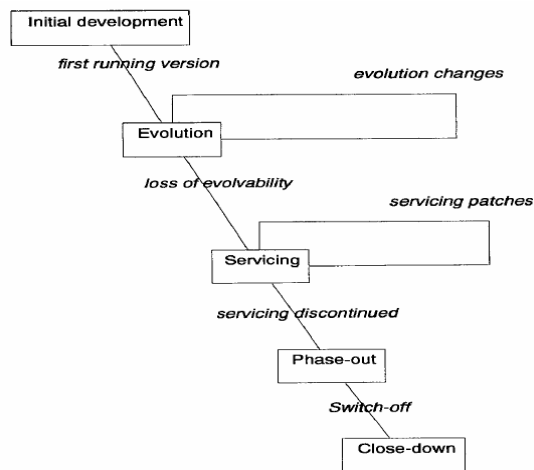 Initial development
first running version
evolution changes
Evolution
loss of evolvability
servicing patches
Servicing
servicing discontinued
Phase-out
Switch-off
Close-down